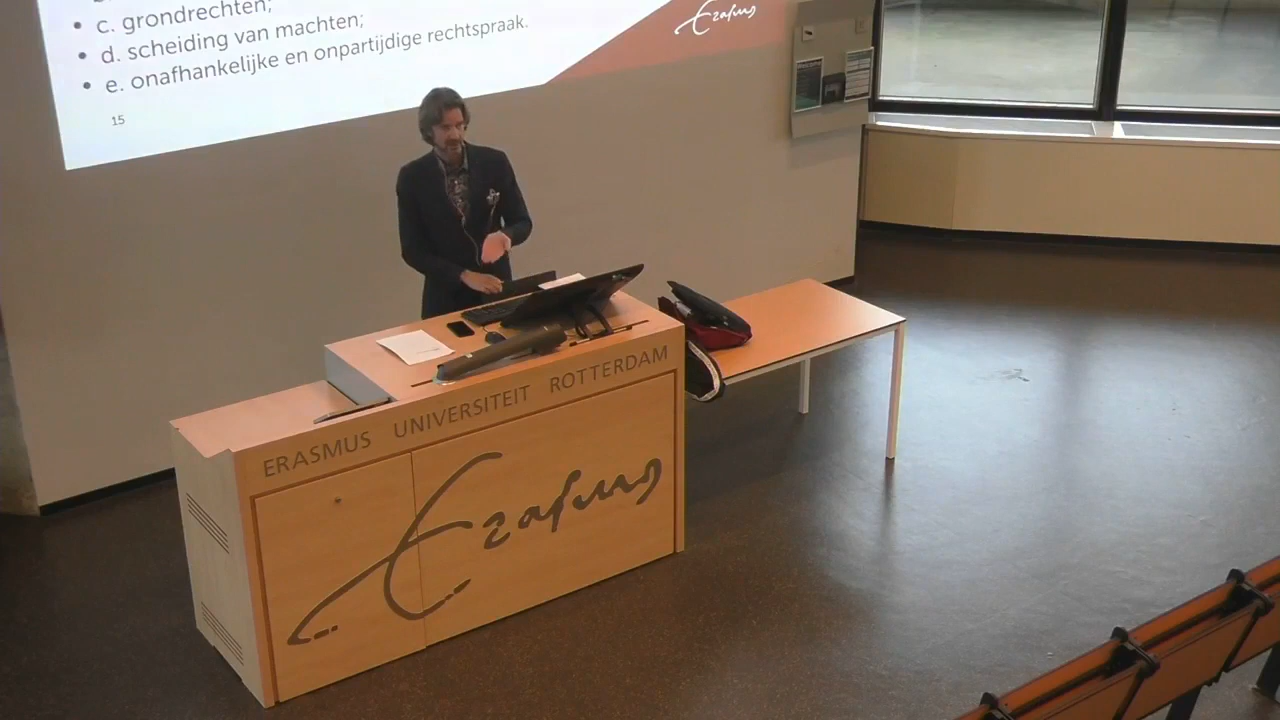 c. grondrechten;
d. scheiding van machten;
e. onafhankelijke en onpartijdige rechtspraak.
15
Erasmus
ERASMUS UNIVERSITEIT ROTTERDAM
Erasmus